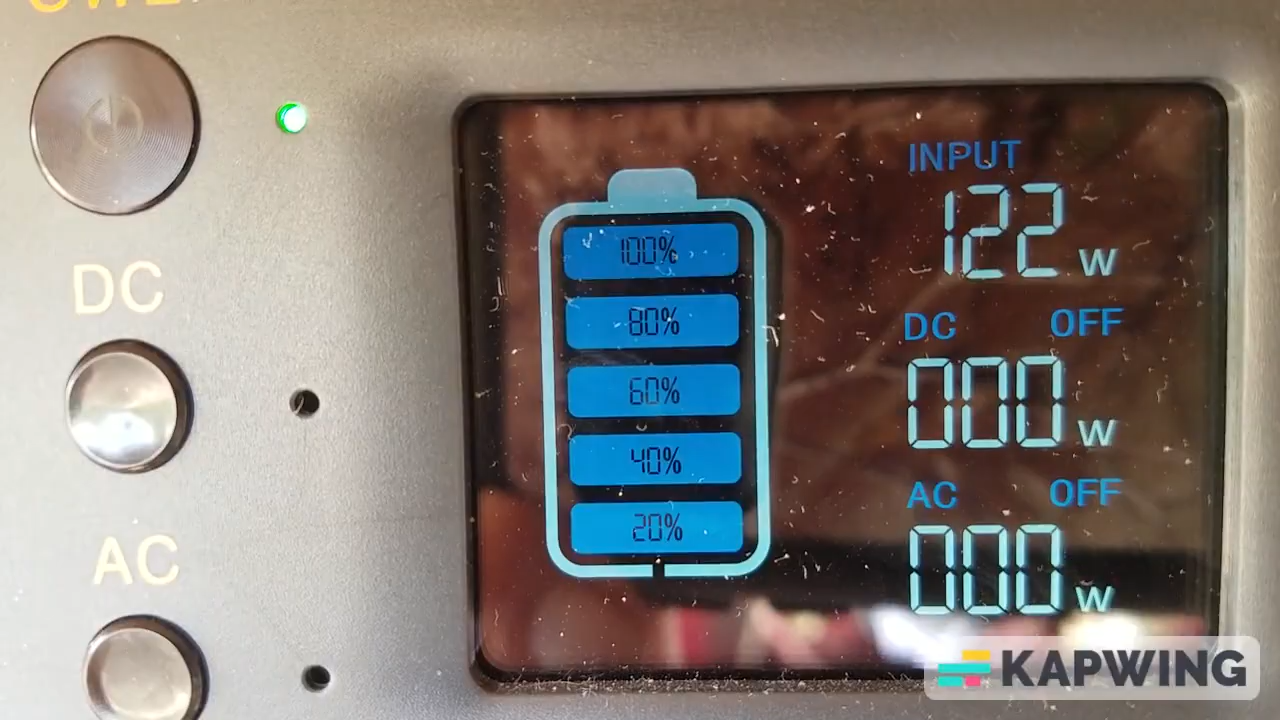 DC
AC
100%
80%
60%
40%
20%
INPUT
122 W
DC OFF
000 W
AC OFF
000 W
KAPWING